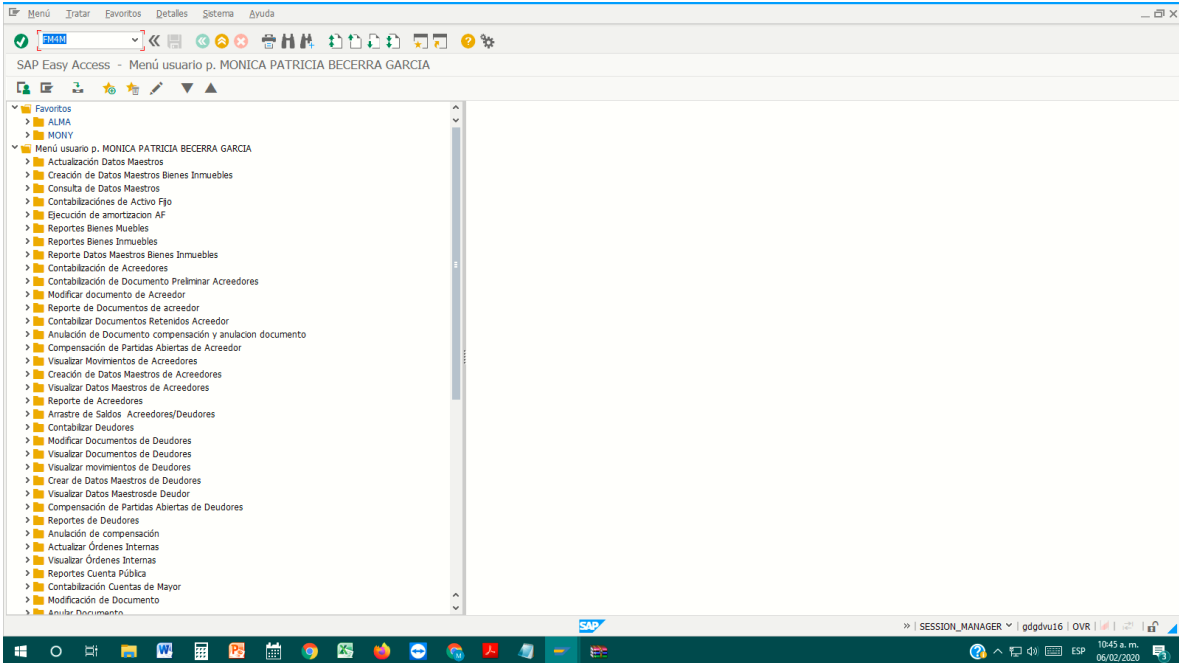 Menú Tratar Favoritos Detalles Sistema Ayuda
FM4M
SAP Easy Access - Menú usuario p. MONICA PATRICIA BECERRA GARCIA
Favoritos
ALMA
MONY
Menú usuario p. MONICA PATRICIA BECERRA GARCIA
Actualización Datos Maestros
Creación de Datos Maestros Bienes Inmuebles
Consulta de Datos Maestros
Contabilizaciónes de Activo Fijo
Ejecución de amortizacion AF
Reportes Bienes Muebles
Reportes Bienes Inmuebles
Reporte Datos Maestros Bienes Inmuebles
Contabilización de Acreedores
Contabilización de Documento Preliminar Acreedores
Modificar documento de Acreedor
Reporte de Documentos de acreedor
Contabilizar Documentos Retenidos Acreedor
Anulación de Documento compensación y anulacion documento
Compensación de Partidas Abiertas de Acreedor
Visualizar Movimientos de Acreedores
Creación de Datos Maestros de Acreedores
Visualizar Datos Maestros de Acreedores
Reporte de Acreedores
Arrastre de Saldos Acreedores/Deudores
Contabilizar Deudores
Modificar Documentos de Deudores
Visualizar Documentos de Deudores
Visualizar movimientos de Deudores
Crear de Datos Maestros de Deudores
Visualizar Datos Maestrosde Deudor
Compensación de Partidas Abiertas de Deudores
Reportes de Deudores
Anulación de compensación
Actualizar Órdenes Internas
Visualizar Órdenes Internas
Reportes Cuenta Pública
Contabilización Cuentas de Mayor
Modificación de Documento
Anular Documento
SAP
SESSION_MANAGER gdgdvu16 OVR
ESP 10:45 a. m.
06/02/2020